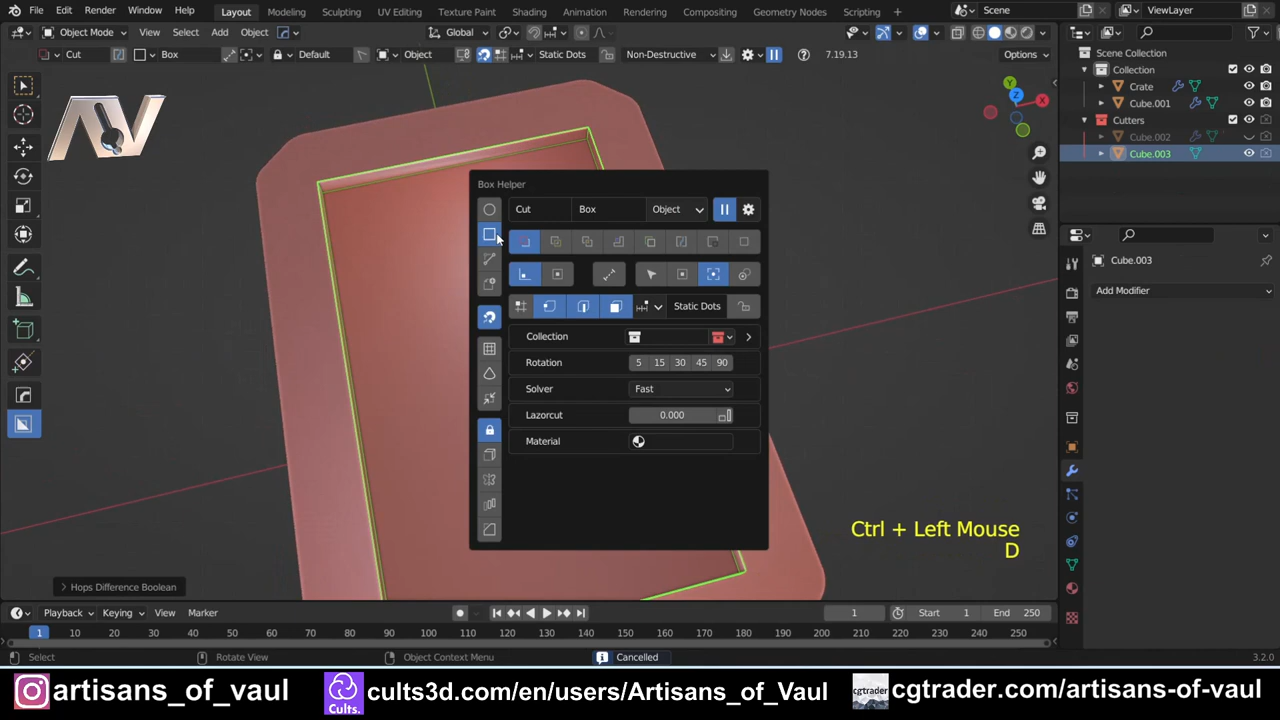 File Edit Render Window Help Layout Modeling Sculpting UV Editing Texture Paint Shading Animation Rendering Compositing Geometry Nodes Scripting + Scene ViewLayer
Object Mode View Select Add Object Global
Cut Box Default Object Static Dots Non-Destructive 7.19.13 Options
Scene Collection
Collection
Crate
Cube.001
Cutters
Cube.002
Cube.003
AV
X
Y
Z
Box Helper
Cut Box Object
Static Dots
Collection
Rotation 5 15 30 45 90
Solver Fast
Lazorcut 0.000
Material
Cube.003
Add Modifier
Ctrl + Left Mouse
D
Hops Difference Boolean
Playback Keying View Marker 1 Start 1 End 250
1 10 20 30 40 50 60 70 80 90 100 110 120 130 140 150 160 170 180 190 200 210 220 230 240 250
Select Rotate View Object Context Menu Cancelled 3.2.0
artisans_of_vaul Cults. cults3d.com/en/users/Artisans_of_Vaul cgtrader cgtrader.com/artisans-of-vaul